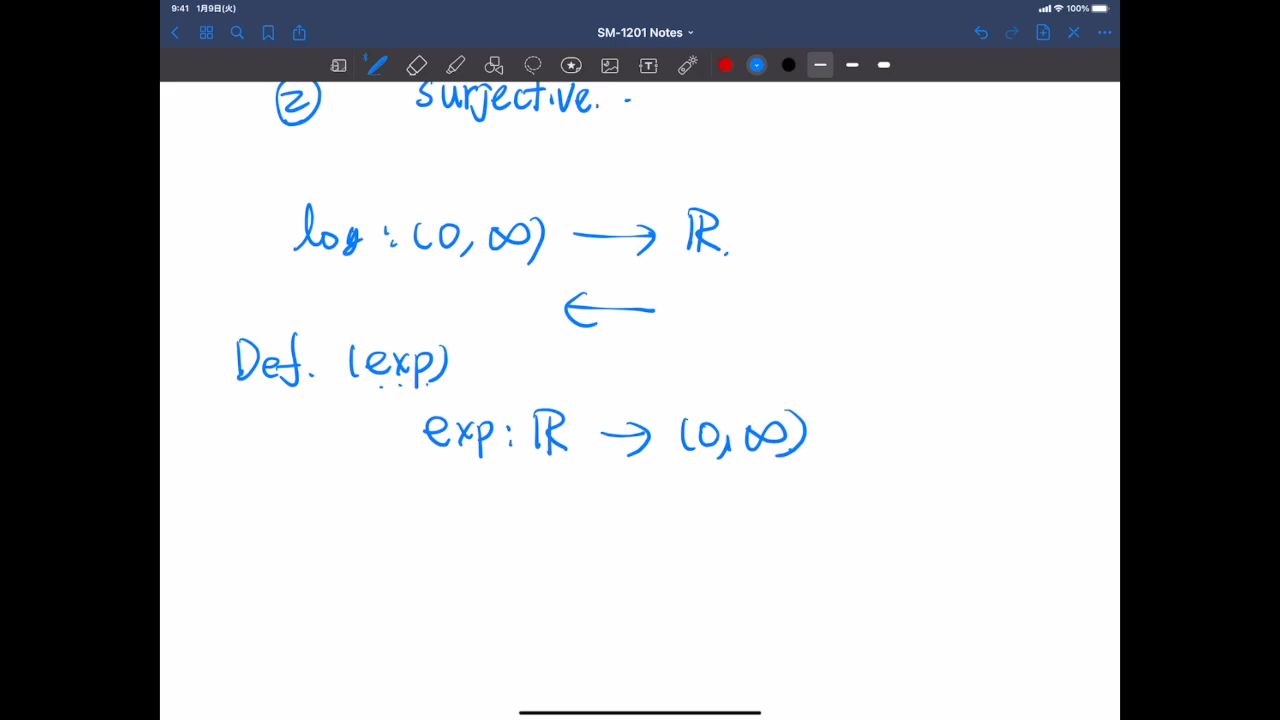 9:41 1月9日(火) 100%
SM-1201 Notes
② surjective. .
log : (0, ∞) ⟶ ℝ.
⟵
Def. (exp)
exp : ℝ → (0, ∞)